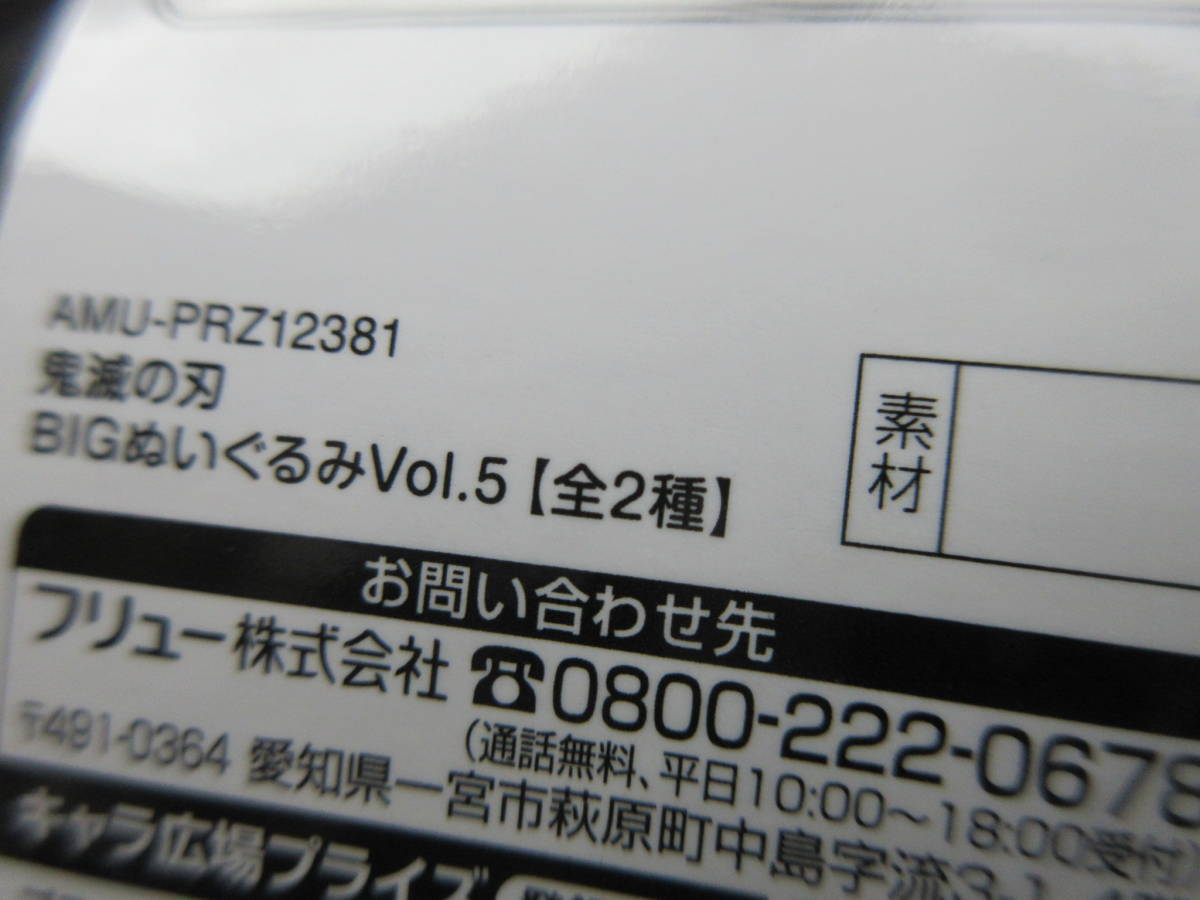 AMU-PRZ12381
鬼滅の刃
BIGぬいぐるみVol.5【全2種】
素材
お問い合わせ先
フリュー株式会社 ☎0800-222-0678
(通話無料、平日10:00～18:00受付)
〒491-0364 愛知県一宮市萩原町中島字流3-1
キャラ広場プライズ